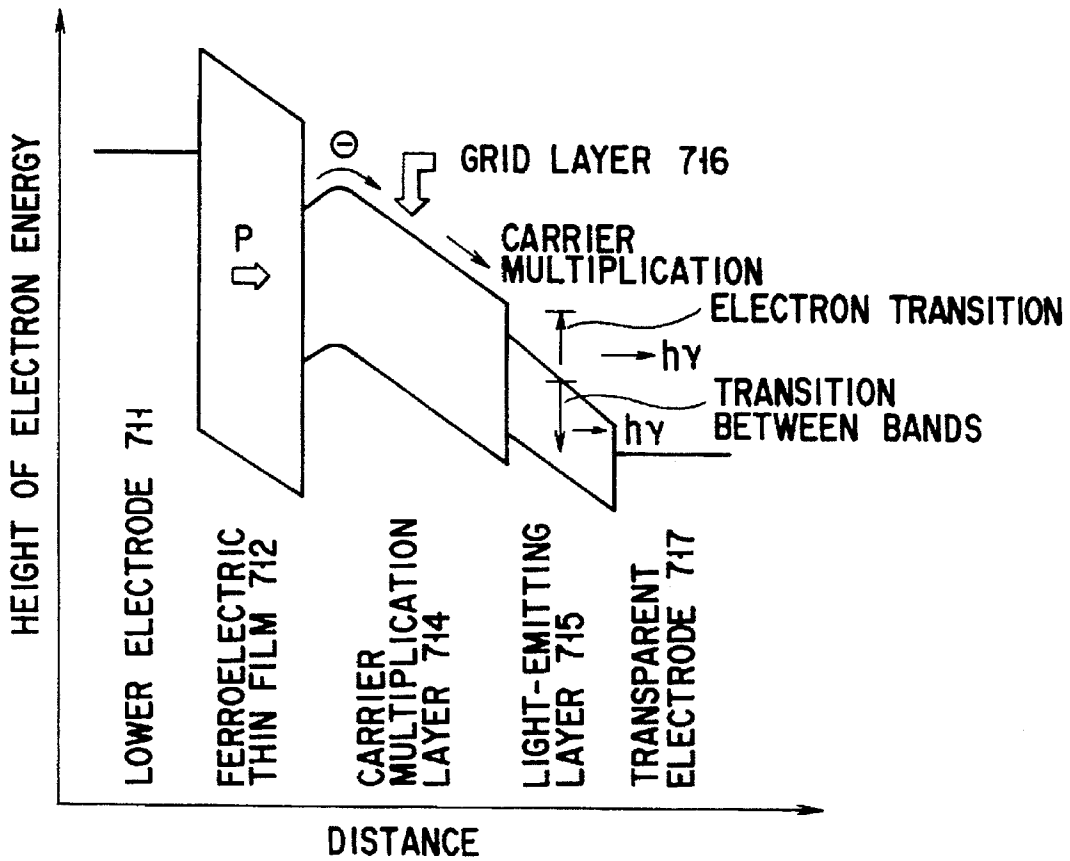 HEIGHT OF ELECTRON ENERGY
⊖
GRID LAYER 716
P
CARRIER
MULTIPLICATION
ELECTRON TRANSITION
hγ
TRANSITION
BETWEEN BANDS
hγ
LOWER ELECTRODE 711
FERROELECTRIC
THIN FILM 712
CARRIER
MULTIPLICATION
LAYER 714
LIGHT-EMITTING
LAYER 715
TRANSPARENT
ELECTRODE 717
DISTANCE